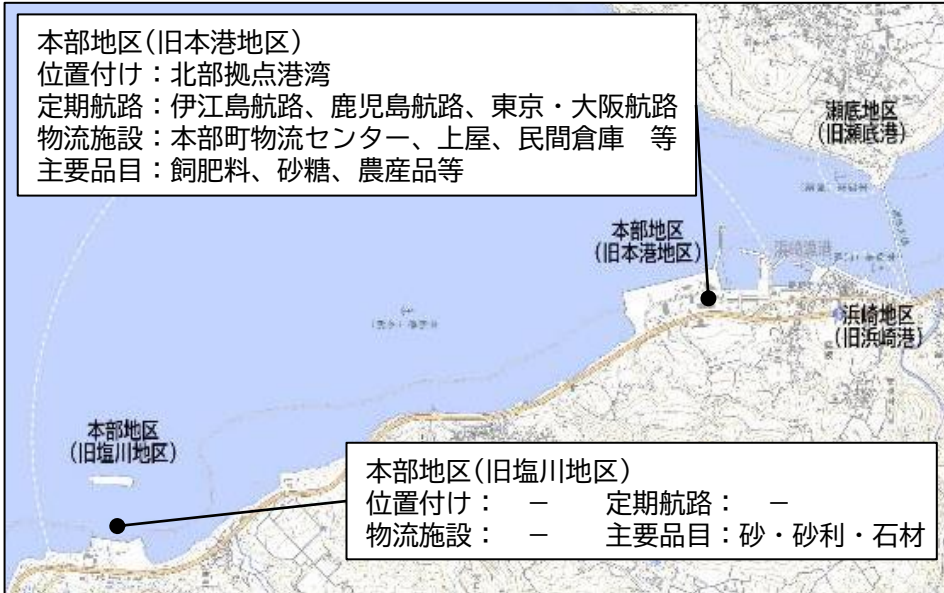 本部地区(旧本港地区)
位置付け：北部拠点港湾
定期航路：伊江島航路、鹿児島航路、東京・大阪航路
物流施設：本部町物流センター、上屋、民間倉庫　等
主要品目：飼肥料、砂糖、農産品等
瀬底地区
(旧瀬底港)
本部地区
(旧本港地区)
浜崎漁港
浜崎地区
(旧浜崎港)
本部地区
(旧塩川地区)
本部地区(旧塩川地区)
位置付け：　－　　定期航路：　－
物流施設：　－　　主要品目：砂・砂利・石材